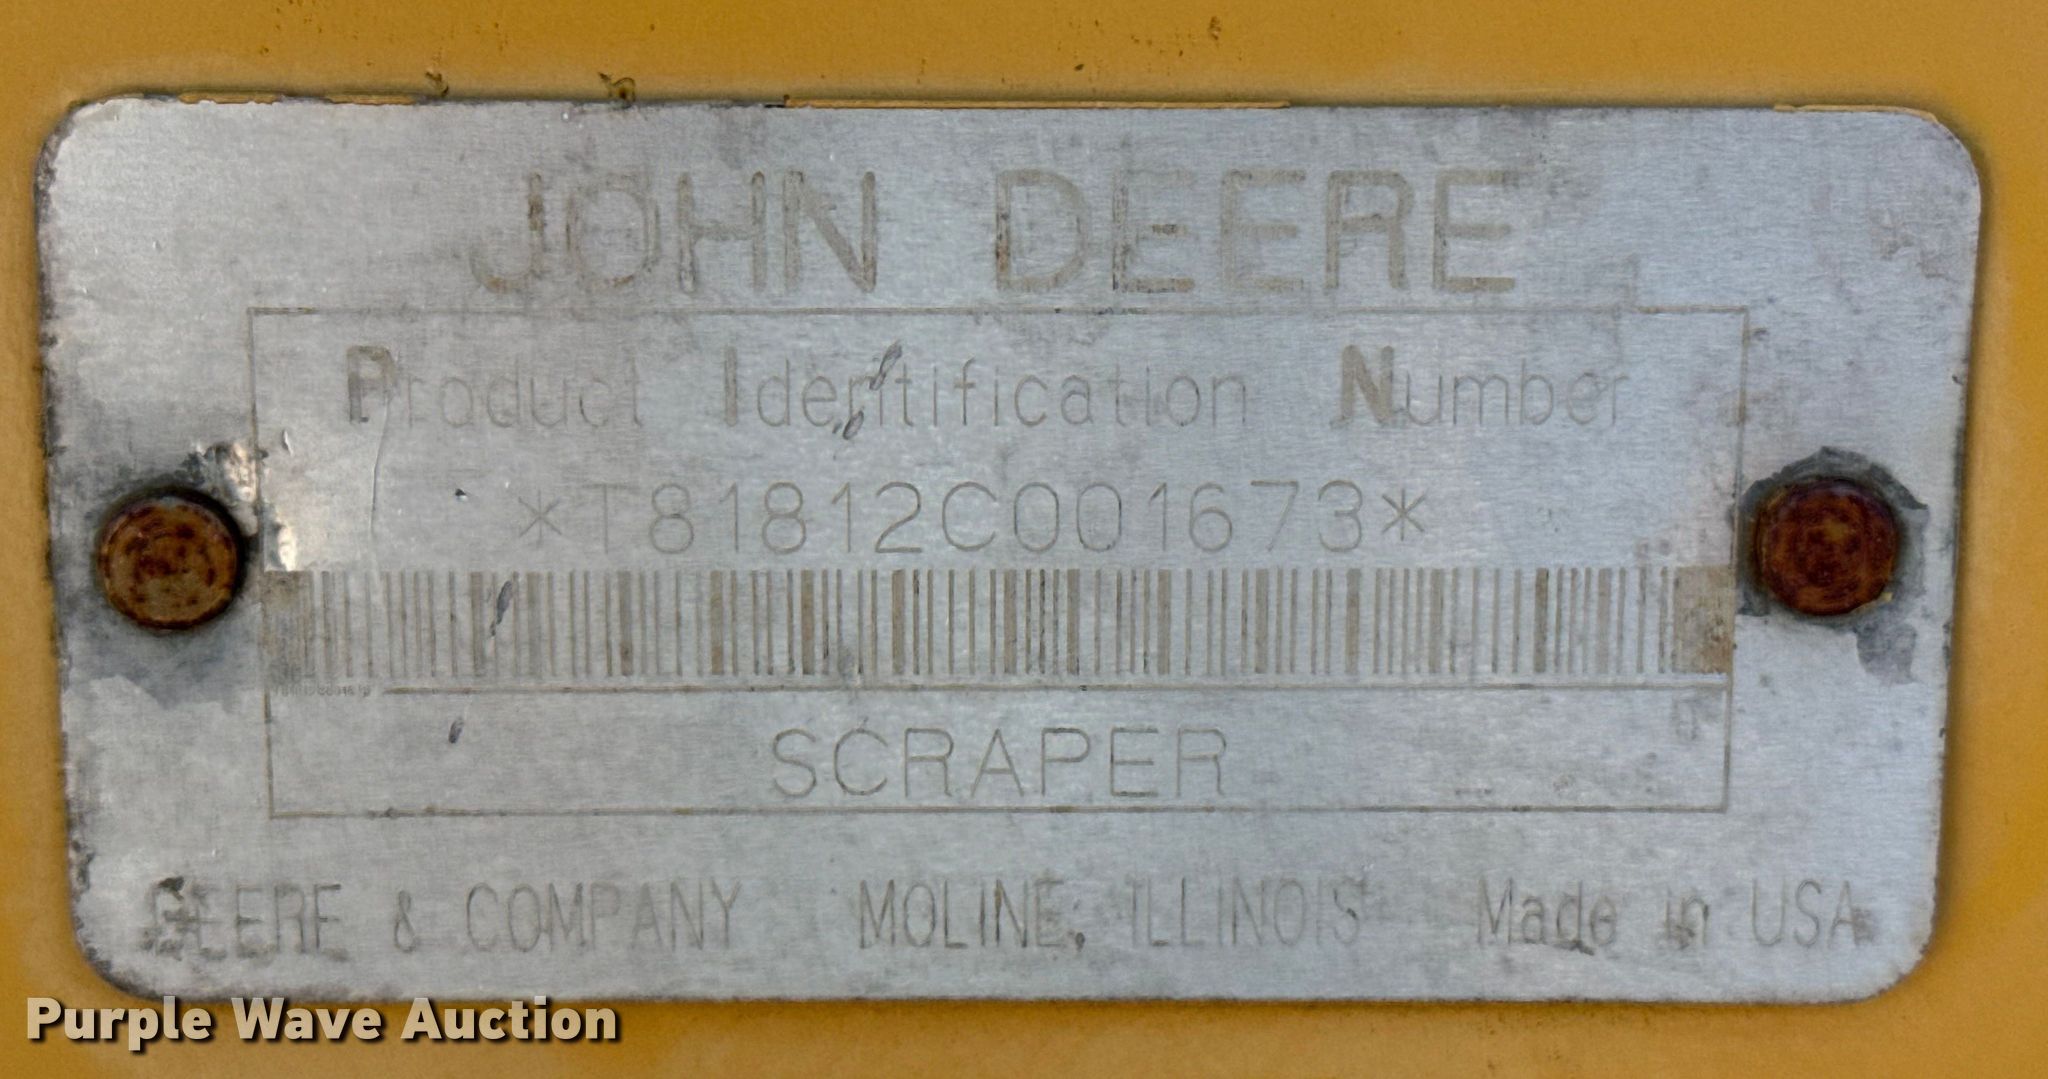 JOHN DEERE
Product Identification Number
*T81812C001673*
SCRAPER
DEERE & COMPANY MOLINE, ILLINOIS Made in USA
Purple Wave Auction